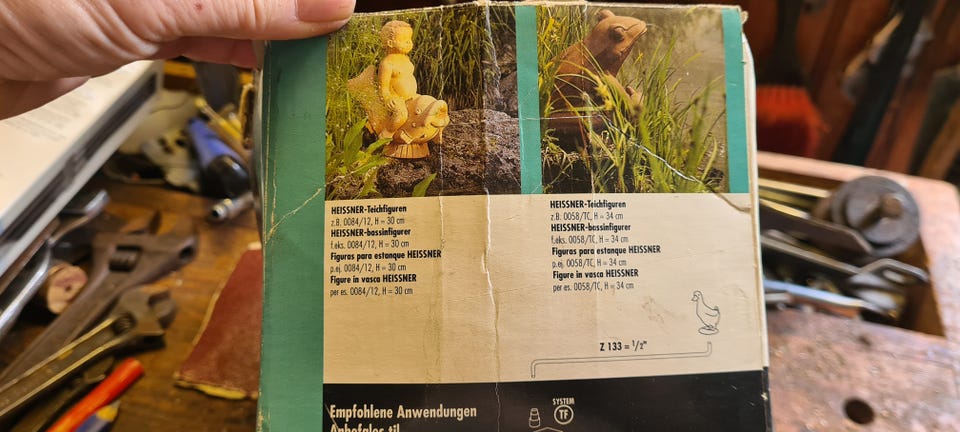 HEISSNER-Teichfiguren
z.B. 0084/12, H = 30 cm
HEISSNER-bassinfigurer
f.eks. 0084/12, H = 30 cm
Figuras para estanque HEISSNER
p.ej. 0084/12, H = 30 cm
Figure in vasca HEISSNER
per es. 0084/12, H = 30 cm
HEISSNER-Teichfiguren
z.B. 0058/TC, H = 34 cm
HEISSNER-bassinfigurer
f.eks. 0058/TC, H = 34 cm
Figuras para estanque HEISSNER
p.ej. 0058/TC, H = 34 cm
Figure in vasca HEISSNER
per es. 0058/TC, H = 34 cm
Z 133 = 1/2"
Empfohlene Anwendungen
Anbefales til
SYSTEM
TF